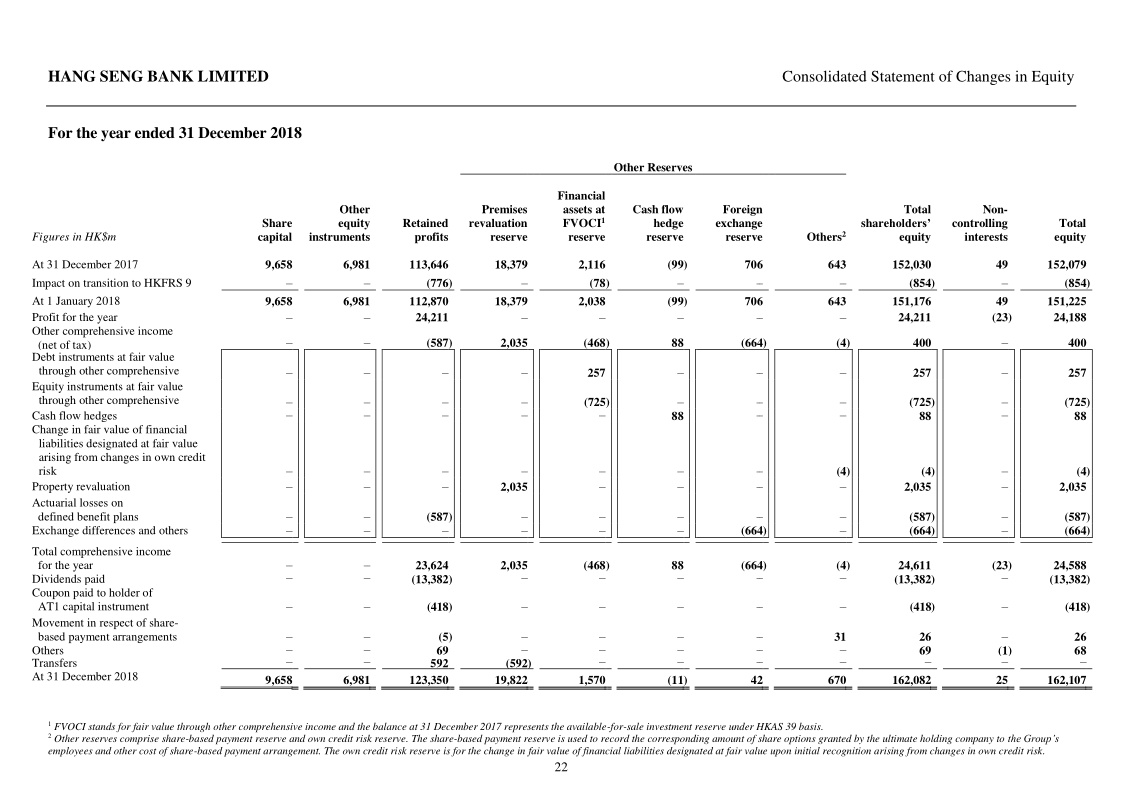 HANG SENG BANK LIMITED Consolidated Statement of Changes in Equity
For the year ended 31 December 2018
Other Reserves
Figures in HK$m Share capital Other equity instruments Retained profits Premises revaluation reserve Financial assets at FVOCI¹ reserve Cash flow hedge reserve Foreign exchange reserve Others² Total shareholders' equity Non-controlling interests Total equity
At 31 December 2017 9,658 6,981 113,646 18,379 2,116 (99) 706 643 152,030 49 152,079
Impact on transition to HKFRS 9 – – (776) – (78) – – – (854) – (854)
At 1 January 2018 9,658 6,981 112,870 18,379 2,038 (99) 706 643 151,176 49 151,225
Profit for the year – – 24,211 – – – – – 24,211 (23) 24,188
Other comprehensive income
(net of tax) – – (587) 2,035 (468) 88 (664) (4) 400 – 400
Debt instruments at fair value
through other comprehensive – – – – 257 – – – 257 – 257
Equity instruments at fair value
through other comprehensive – – – – (725) – – – (725) – (725)
Cash flow hedges – – – – – 88 – – 88 – 88
Change in fair value of financial
liabilities designated at fair value
arising from changes in own credit
risk – – – – – – – (4) (4) – (4)
Property revaluation – – – 2,035 – – – – 2,035 – 2,035
Actuarial losses on
defined benefit plans – – (587) – – – – – (587) – (587)
Exchange differences and others – – – – – – (664) – (664) – (664)
Total comprehensive income
for the year – – 23,624 2,035 (468) 88 (664) (4) 24,611 (23) 24,588
Dividends paid – – (13,382) – – – – – (13,382) – (13,382)
Coupon paid to holder of
AT1 capital instrument – – (418) – – – – – (418) – (418)
Movement in respect of share-
based payment arrangements – – (5) – – – – 31 26 – 26
Others – – 69 – – – – – 69 (1) 68
Transfers – – 592 (592) – – – – – – –
At 31 December 2018 9,658 6,981 123,350 19,822 1,570 (11) 42 670 162,082 25 162,107
¹ FVOCI stands for fair value through other comprehensive income and the balance at 31 December 2017 represents the available-for-sale investment reserve under HKAS 39 basis.
² Other reserves comprise share-based payment reserve and own credit risk reserve. The share-based payment reserve is used to record the corresponding amount of share options granted by the ultimate holding company to the Group's
employees and other cost of share-based payment arrangement. The own credit risk reserve is for the change in fair value of financial liabilities designated at fair value upon initial recognition arising from changes in own credit risk.
22